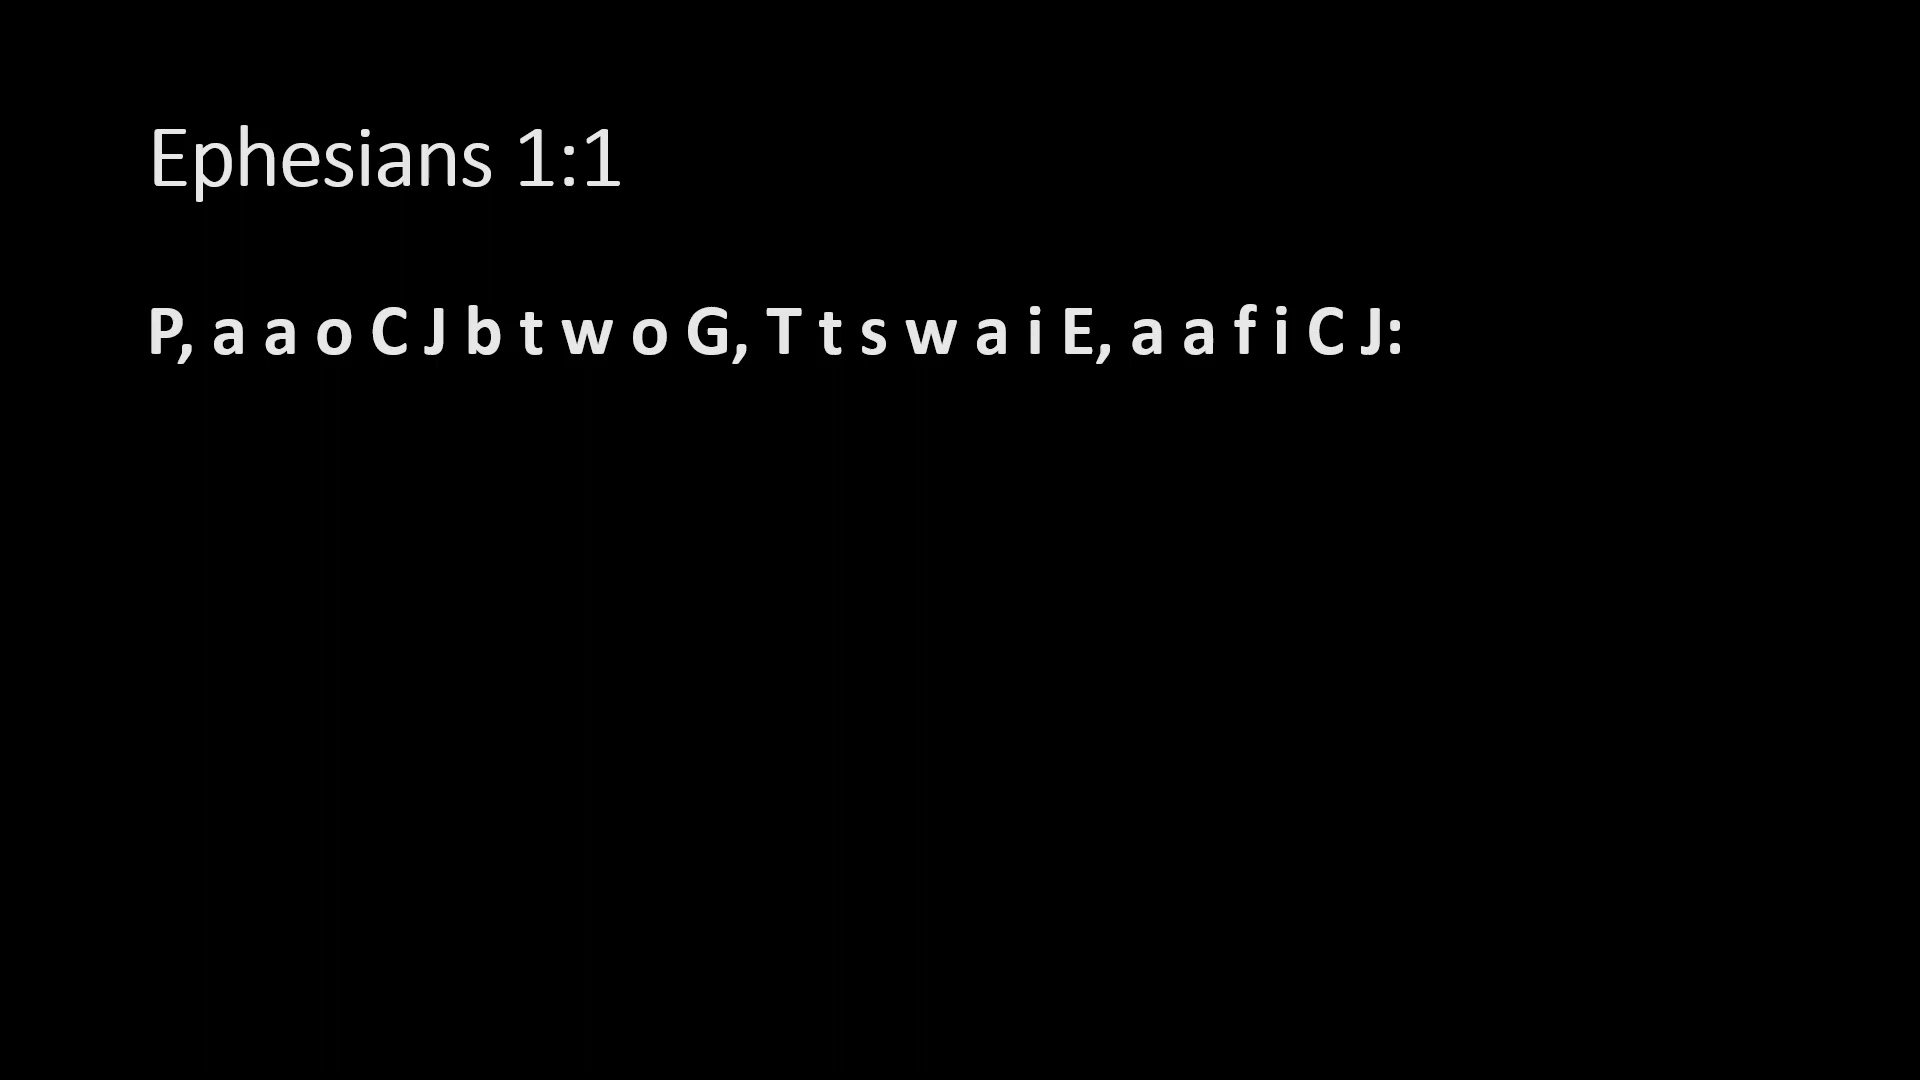 Ephesians 1:1
P, a a o C J b t w o G, T t s w a i E, a a f i C J: